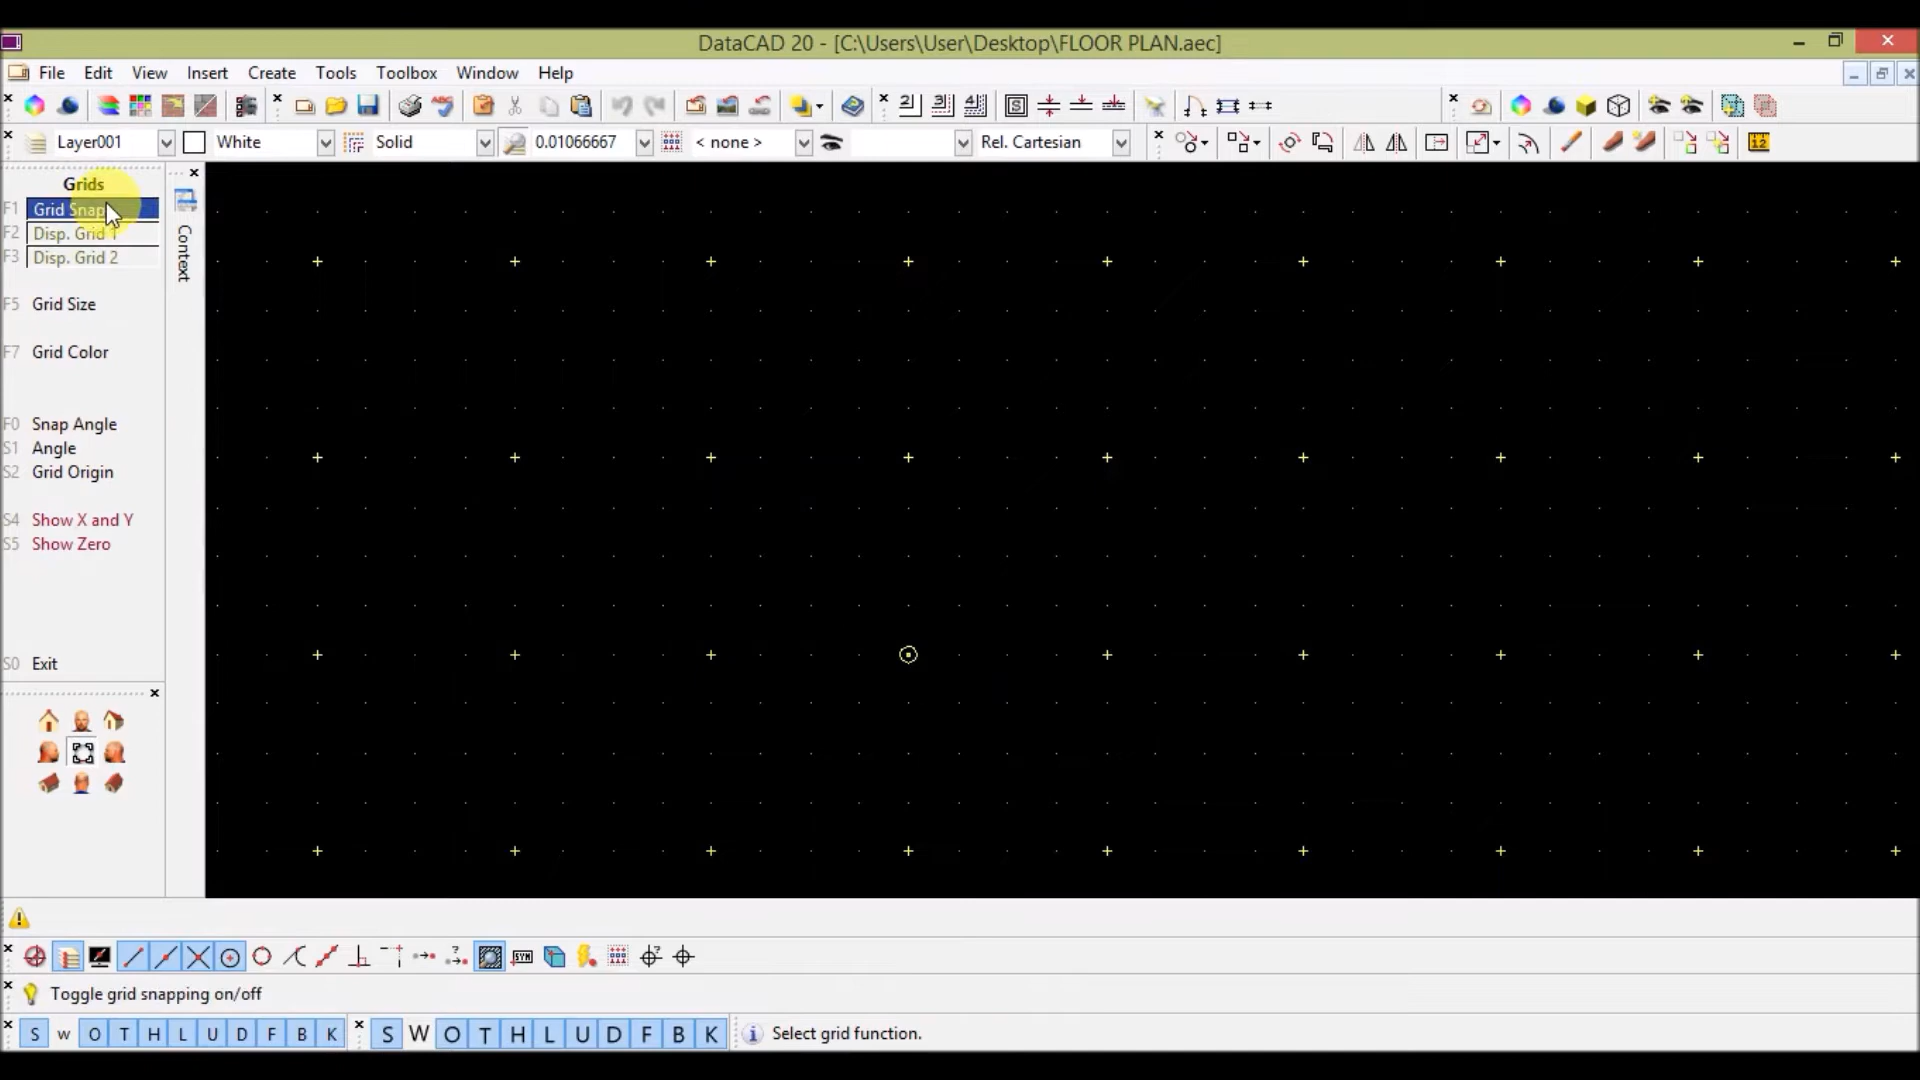 DataCAD 20 - [C:\Users\User\Desktop\FLOOR PLAN.aec]
File Edit View Insert Create Tools Toolbox Window Help
Layer001 White Solid 0.01066667 < none > Rel. Cartesian 12
Grids
F1 Grid Snap
F2 Disp. Grid 1
F3 Disp. Grid 2
F5 Grid Size
F7 Grid Color
F0 Snap Angle
S1 Angle
S2 Grid Origin
S4 Show X and Y
S5 Show Zero
S0 Exit
Context
SYM
Toggle grid snapping on/off
S w O T H L U D F B K S W O T H L U D F B K Select grid function.